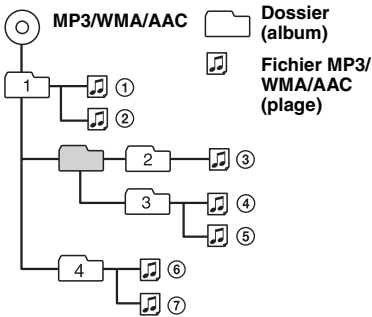 MP3/WMA/AAC
Dossier
(album)
Fichier MP3/
WMA/AAC
(plage)
1
①
②
2
③
3
④
⑤
4
⑥
⑦